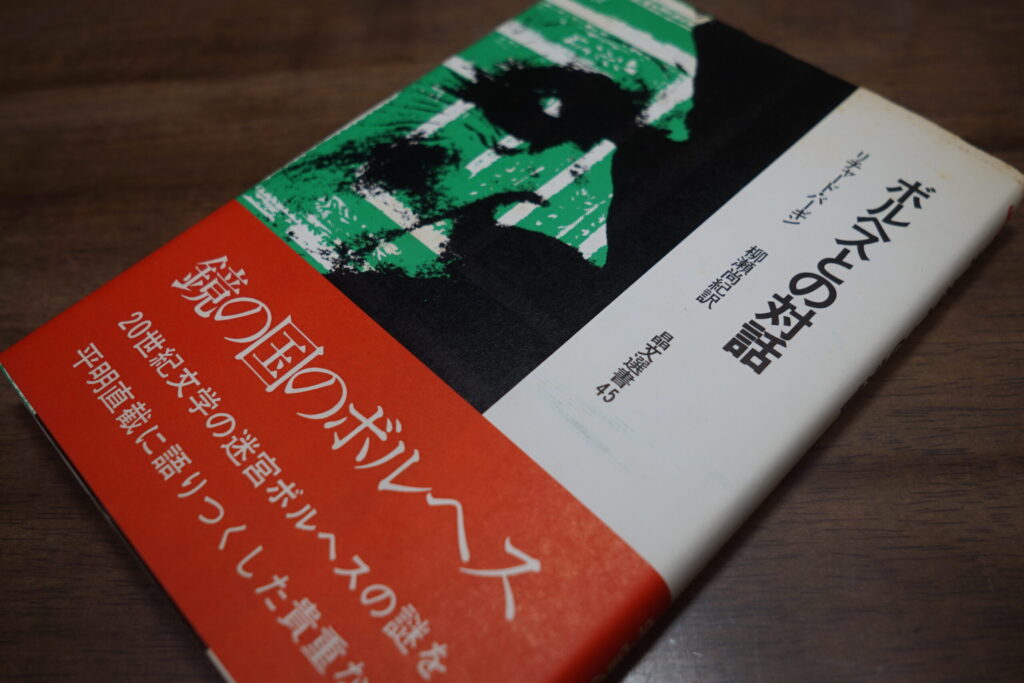 ボルヘスとの対話
リチャード・バーギン
柳瀬尚紀訳
晶文選書45
鏡の国のボルヘス
20世紀文学の迷宮ボルヘスの謎を
平明直截に語りつくした貴重な